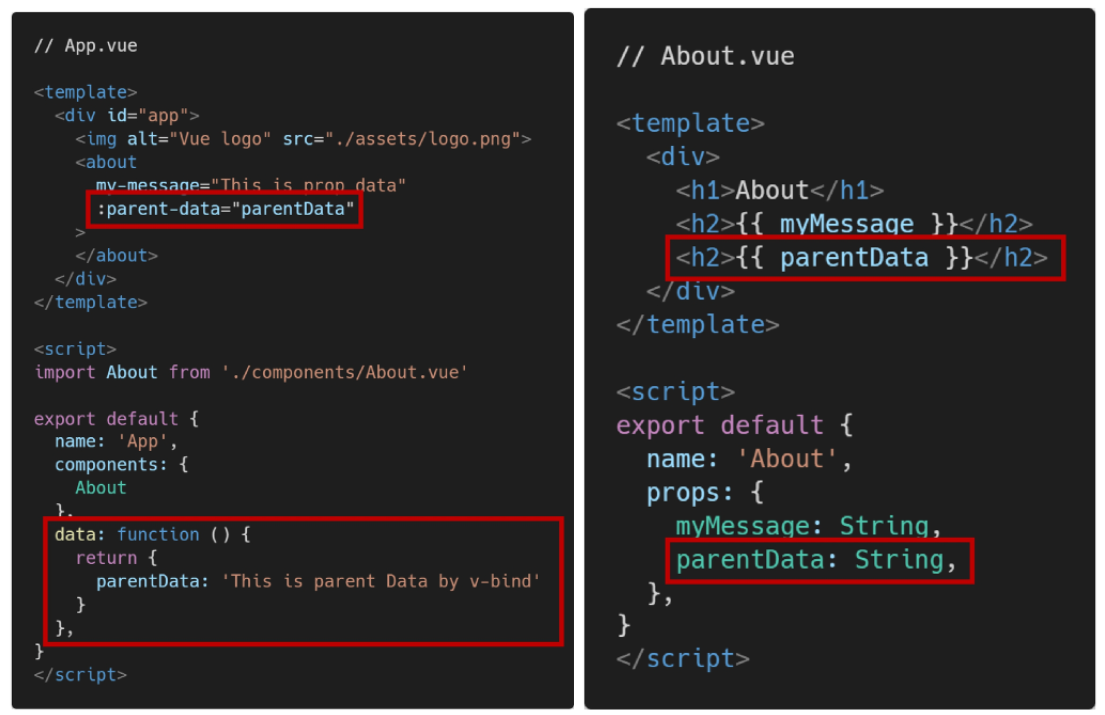 // App.vue
<template>
  <div id="app">
    <img alt="Vue logo" src="./assets/logo.png">
    <about
      my-message="This is prop data"
      :parent-data="parentData"
    >
    </about>
  </div>
</template>
<script>
import About from './components/About.vue'
export default {
  name: 'App',
  components: {
    About
  },
  data: function () {
    return {
      parentData: 'This is parent Data by v-bind'
    }
  },
}
</script>
// About.vue
<template>
  <div>
    <h1>About</h1>
    <h2>{{ myMessage }}</h2>
    <h2>{{ parentData }}</h2>
  </div>
</template>
<script>
export default {
  name: 'About',
  props: {
    myMessage: String,
    parentData: String,
  },
}
</script>